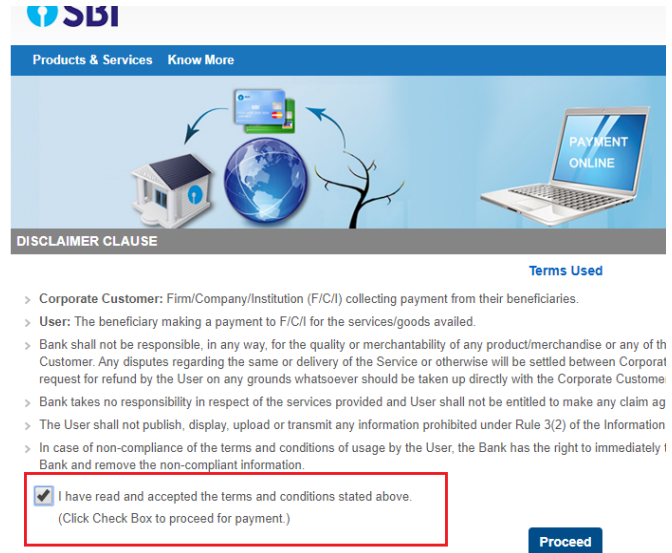 SBI
Products & Services Know More
PAYMENT
ONLINE
DISCLAIMER CLAUSE
Terms Used
Corporate Customer: Firm/Company/Institution (F/C/I) collecting payment from their beneficiaries.
User: The beneficiary making a payment to F/C/I for the services/goods availed.
Bank shall not be responsible, in any way, for the quality or merchantability of any product/merchandise or any of th
Customer. Any disputes regarding the same or delivery of the Service or otherwise will be settled between Corporat
request for refund by the User on any grounds whatsoever should be taken up directly with the Corporate Custome
Bank takes no responsibility in respect of the services provided and User shall not be entitled to make any claim ag
The User shall not publish, display, upload or transmit any information prohibited under Rule 3(2) of the Information
In case of non-compliance of the terms and conditions of usage by the User, the Bank has the right to immediately t
Bank and remove the non-compliant information.
I have read and accepted the terms and conditions stated above.
(Click Check Box to proceed for payment.)
Proceed